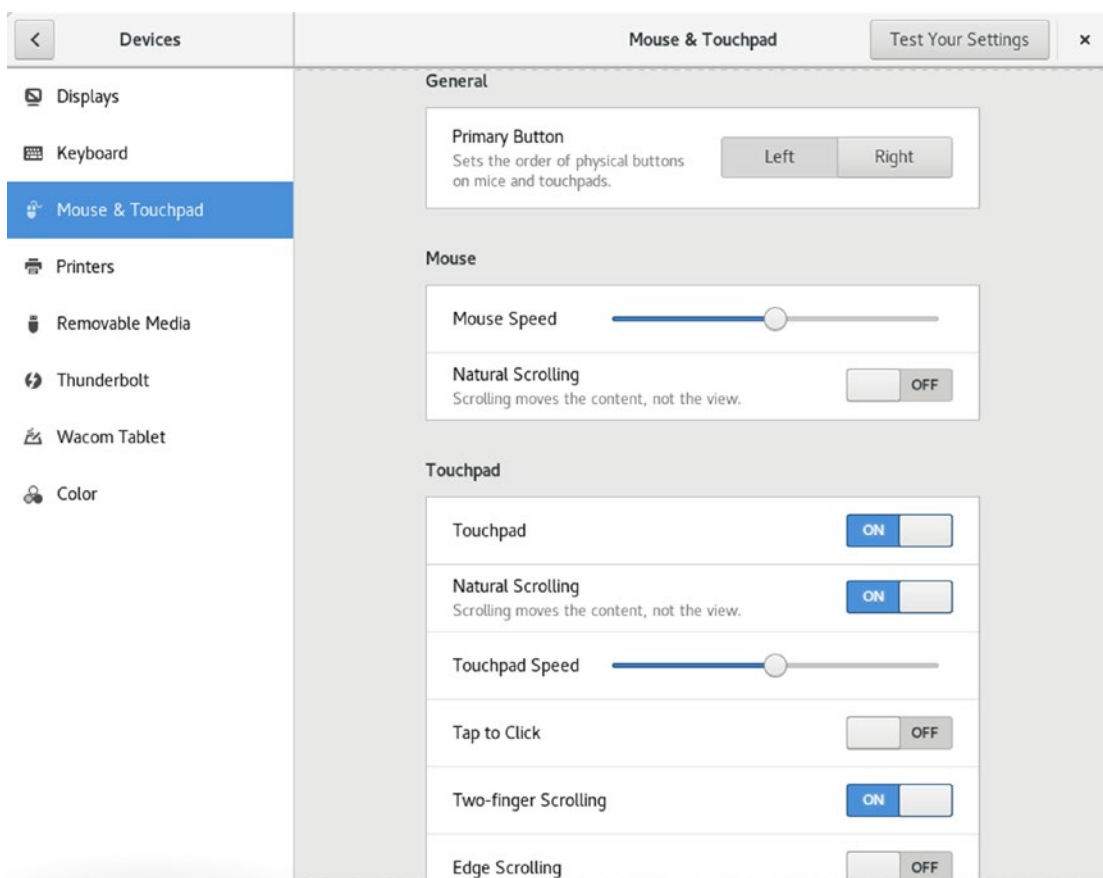 Devices
Mouse & Touchpad
Test Your Settings
Displays
Keyboard
Mouse & Touchpad
Printers
Removable Media
Thunderbolt
Wacom Tablet
Color
General
Primary Button
Sets the order of physical buttons
on mice and touchpads.
Left
Right
Mouse
Mouse Speed
Natural Scrolling
Scrolling moves the content, not the view.
OFF
Touchpad
Touchpad
ON
Natural Scrolling
Scrolling moves the content, not the view.
ON
Touchpad Speed
Tap to Click
OFF
Two-finger Scrolling
ON
Edge Scrolling
OFF